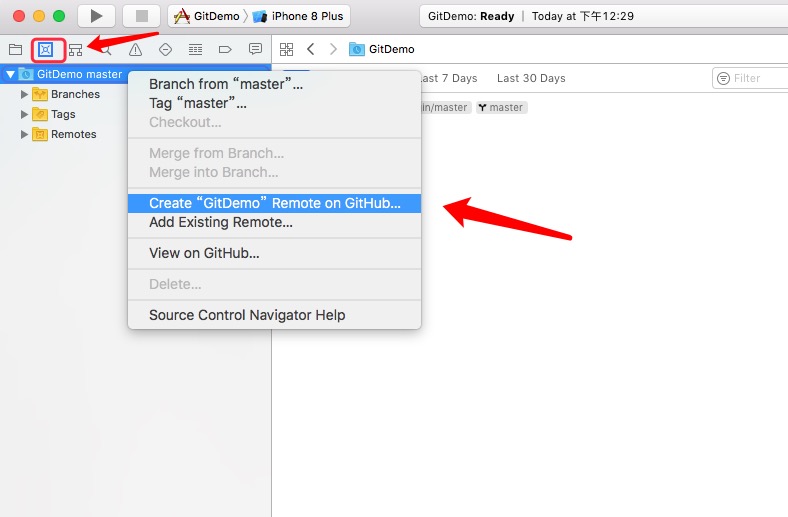 GitDemo iPhone 8 Plus
GitDemo: Ready Today at 下午12:29
GitDemo
GitDemo master
Branches
Tags
Remotes
Last 7 Days Last 30 Days Filter
in/master master
Branch from “master”...
Tag “master”...
Checkout...
Merge from Branch...
Merge into Branch...
Create “GitDemo” Remote on GitHub...
Add Existing Remote...
View on GitHub...
Delete...
Source Control Navigator Help